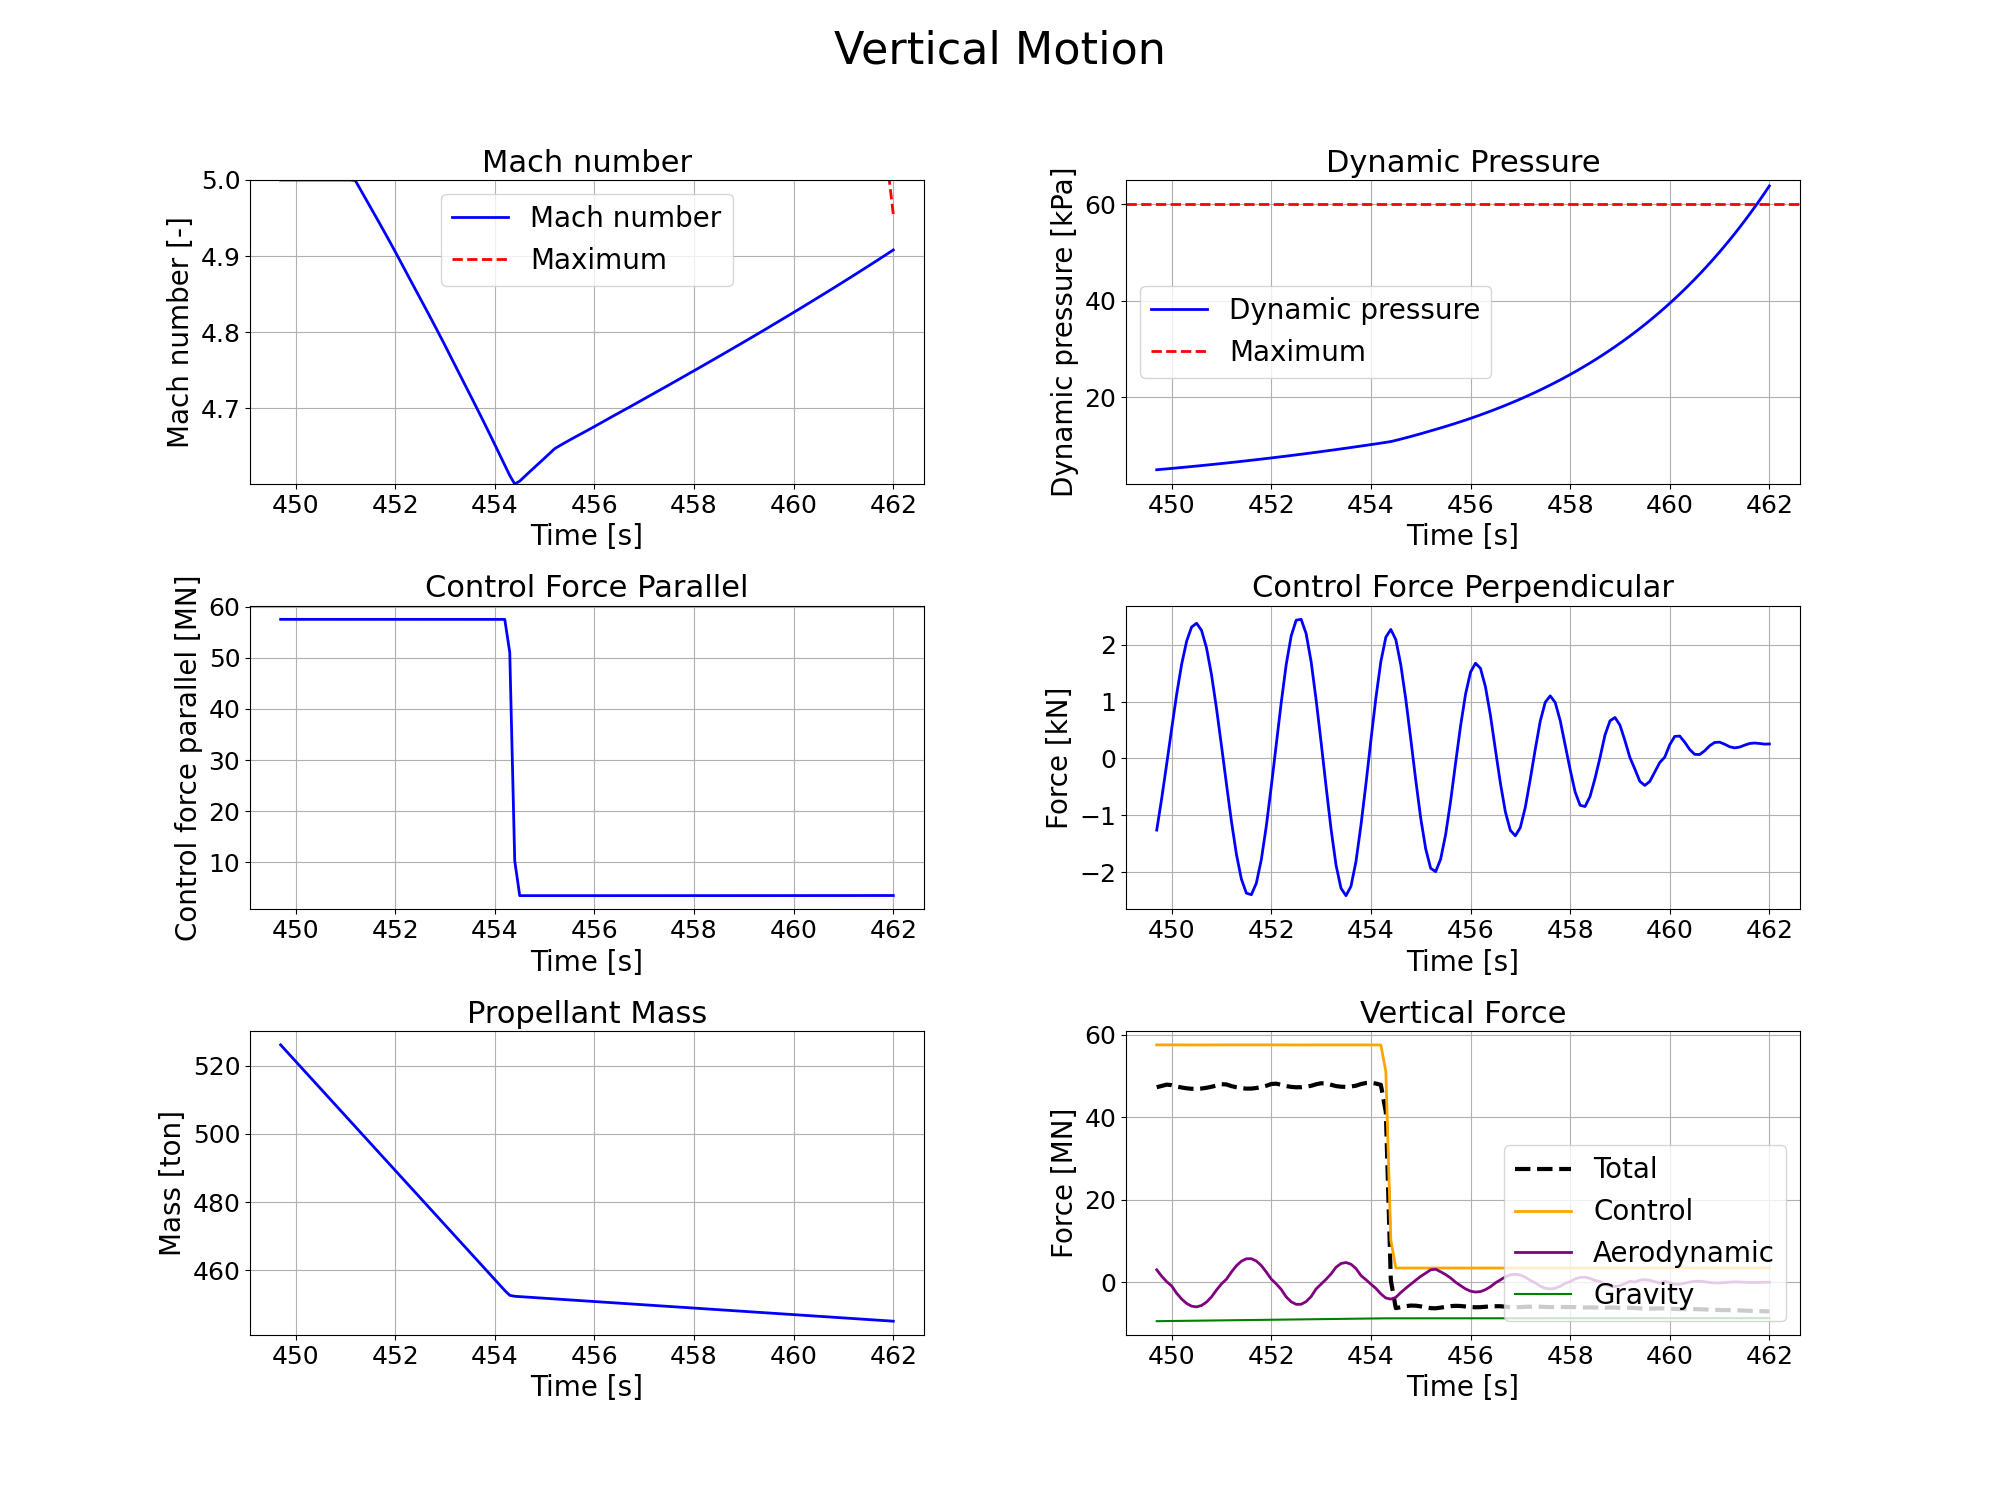 Vertical Motion
Mach number
Mach number [-]
5.0
4.9
4.8
4.7
Mach number
Maximum
450 452 454 456 458 460 462
Time [s]
Dynamic Pressure
Dynamic pressure [kPa]
60
40
20
Dynamic pressure
Maximum
450 452 454 456 458 460 462
Time [s]
Control Force Parallel
Control force parallel [MN]
60
50
40
30
20
10
450 452 454 456 458 460 462
Time [s]
Control Force Perpendicular
Force [kN]
2
1
0
−1
−2
450 452 454 456 458 460 462
Time [s]
Propellant Mass
Mass [ton]
520
500
480
460
450 452 454 456 458 460 462
Time [s]
Vertical Force
Force [MN]
60
40
20
0
Total
Control
Aerodynamic
Gravity
450 452 454 456 458 460 462
Time [s]